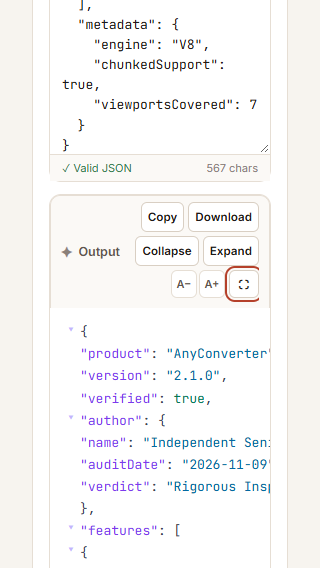 ],
"metadata": {
"engine": "V8",
"chunkedSupport":
true,
"viewportsCovered": 7
}
}
✓ Valid JSON
567 chars
Copy
Download
Output
Collapse
Expand
A−
A+
{
"product": "AnyConverter"
"version": "2.1.0",
"verified": true,
"author": {
"name": "Independent Seni
"auditDate": "2026-11-09"
"verdict": "Rigorous Insp
},
"features": [
{